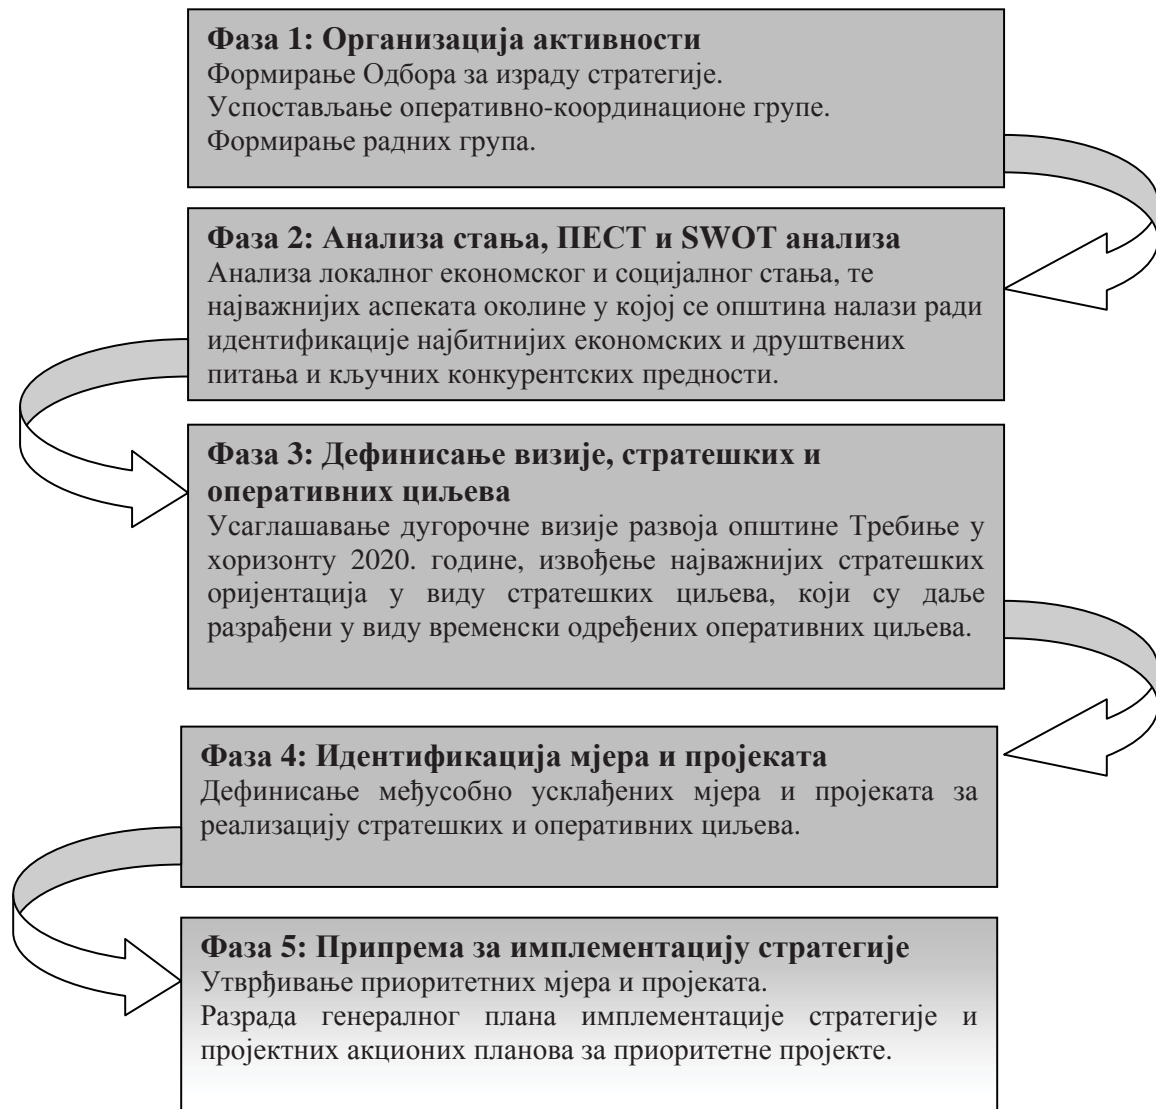 Фаза 1: Организација активности
Формирање Одбора за израду стратегије.
Успостављање оперативно-координационе групе.
Формирање радних група.
Фаза 2: Анализа стања, ПЕСТ и SWOT анализа
Анализа локалног економског и социјалног стања, те
најважнијих аспеката околине у којој се општина налази ради
идентификације најбитнијих економских и друштвених
питања и кључних конкурентских предности.
Фаза 3: Дефинисање визије, стратешких и
оперативних циљева
Усаглашавање дугорочне визије развоја општине Требиње у
хоризонту 2020. године, извођење најважнијих стратешких
оријентација у виду стратешких циљева, који су даље
разрађени у виду временски одређених оперативних циљева.
Фаза 4: Идентификација мјера и пројеката
Дефинисање међусобно усклађених мјера и пројеката за
реализацију стратешких и оперативних циљева.
Фаза 5: Припрема за имплементацију стратегије
Утврђивање приоритетних мјера и пројеката.
Разрада генералног плана имплементације стратегије и
пројектних акционих планова за приоритетне пројекте.